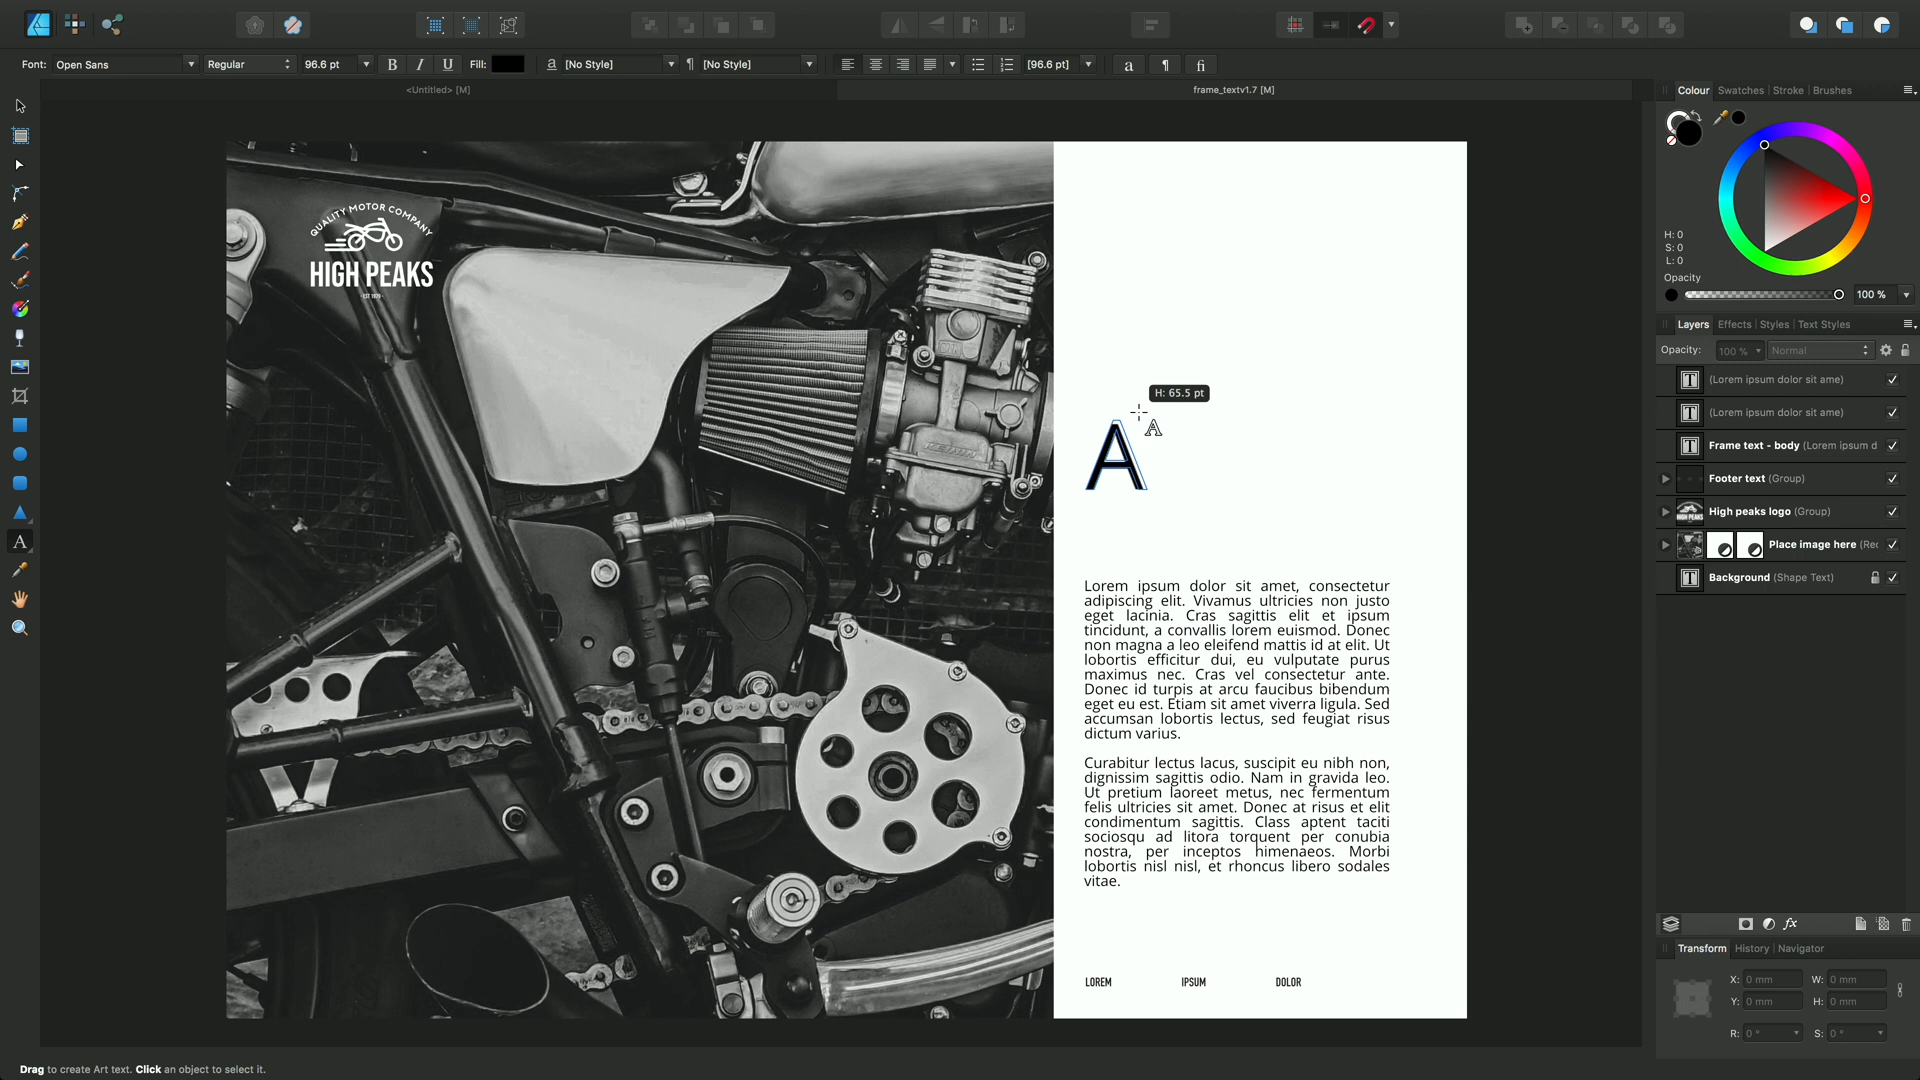 Font: Open Sans Regular 96.6 pt B I U Fill: a [No Style] ¶ [No Style] [96.6 pt] a ¶ fi
<Untitled> [M]
frame_textv1.7 [M]
Colour Swatches Stroke Brushes
H: 0
S: 0
L: 0
Opacity
100 %
Layers Effects Styles Text Styles
Opacity: 100 % Normal
(Lorem ipsum dolor sit ame)
(Lorem ipsum dolor sit ame)
Frame text - body (Lorem ipsum d
Footer text (Group)
High peaks logo (Group)
Place image here (Rec
Background (Shape Text)
fx
Transform History Navigator
X: 0 mm W: 0 mm
Y: 0 mm H: 0 mm
R: 0 ° S: 0 °
QUALITY MOTOR COMPANY
HIGH PEAKS
· EST 1979 ·
H: 65.5 pt
A
Lorem ipsum dolor sit amet, consectetur
adipiscing elit. Vivamus ultricies non justo
eget lacinia. Cras sagittis elit et ipsum
tincidunt, a convallis lorem euismod. Donec
non magna a leo eleifend mattis id at elit. Ut
lobortis efficitur dui, eu vulputate purus
maximus nec. Cras vel consectetur ante.
Donec id turpis at arcu faucibus bibendum
eget eu est. Etiam sit amet viverra ligula. Sed
accumsan lobortis lectus, sed feugiat risus
dictum varius.
Curabitur lectus lacus, suscipit eu nibh non,
dignissim sagittis odio. Nam in gravida leo.
Ut pretium laoreet metus, nec fermentum
felis ultricies sit amet. Donec at risus et elit
condimentum sagittis. Class aptent taciti
sociosqu ad litora torquent per conubia
nostra, per inceptos himenaeos. Morbi
lobortis nisl nisl, et rhoncus libero sodales
vitae.
LOREM IPSUM DOLOR
Drag to create Art text. Click an object to select it.